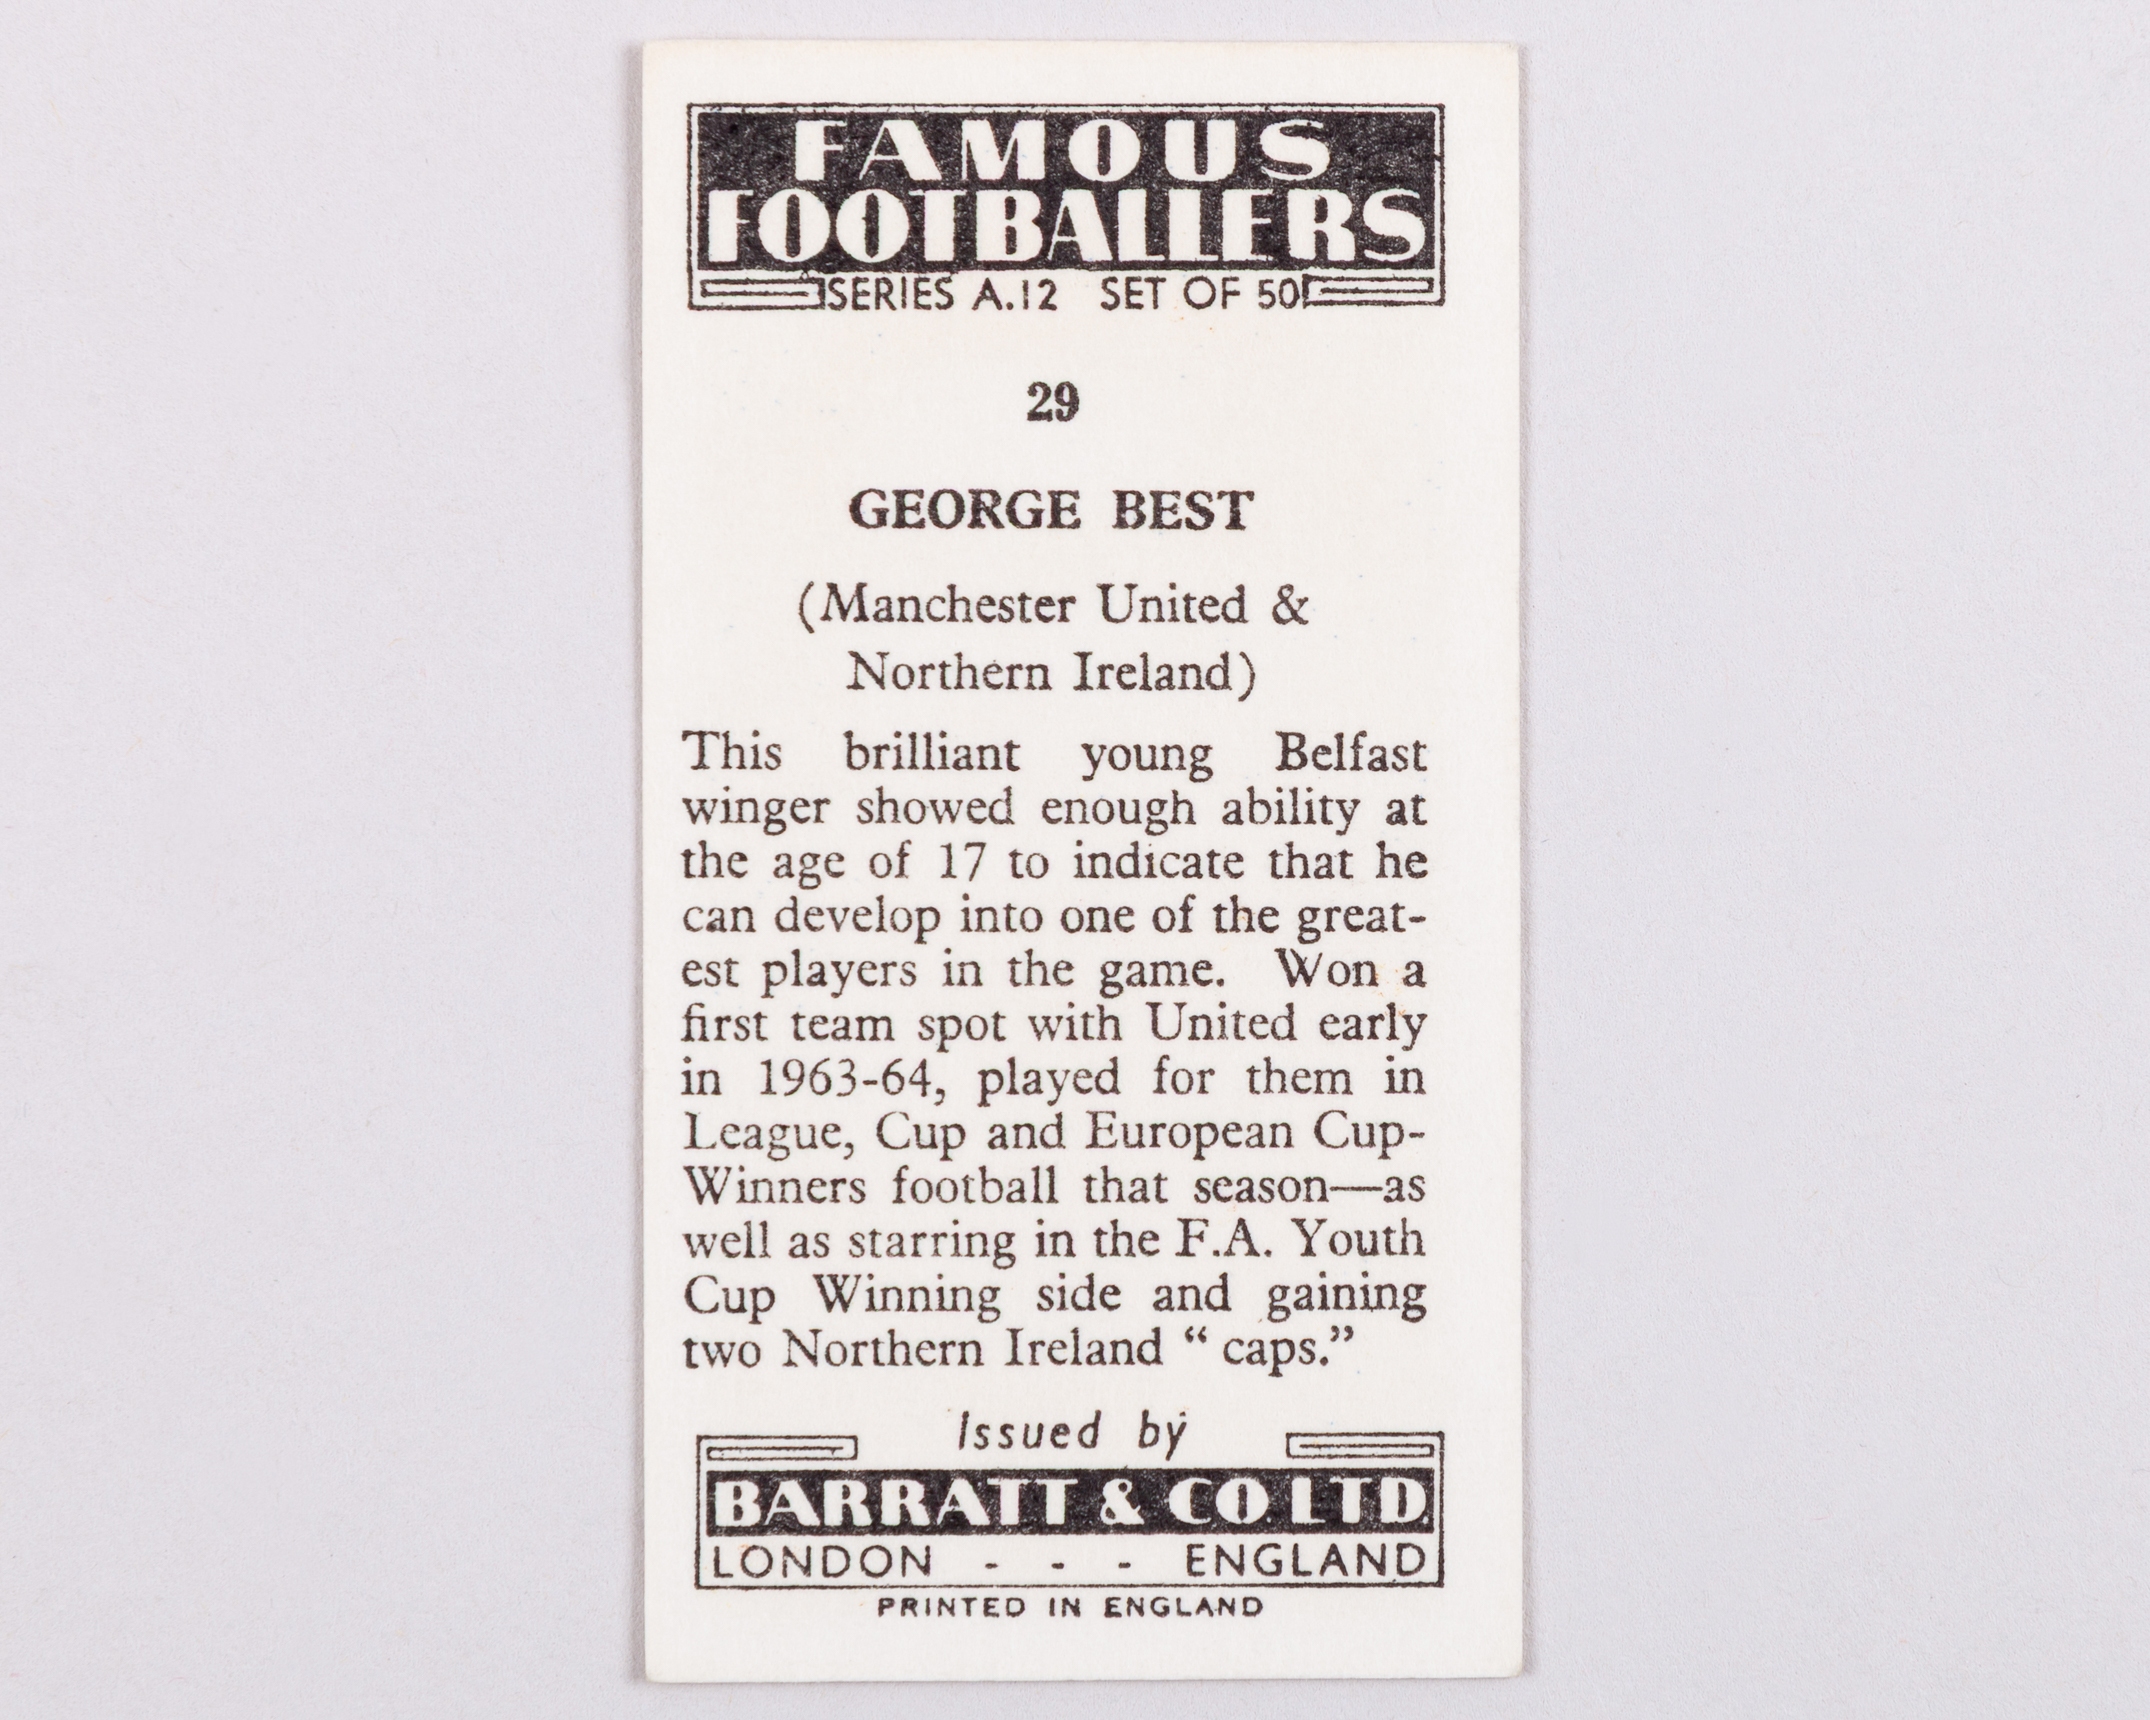 FAMOUS
FOOTBALLERS
SERIES A.12 SET OF 50
29
GEORGE BEST
(Manchester United &
Northern Ireland)
This brilliant young Belfast
winger showed enough ability at
the age of 17 to indicate that he
can develop into one of the great-
est players in the game. Won a
first team spot with United early
in 1963-64, played for them in
League, Cup and European Cup-
Winners football that season—as
well as starring in the F.A. Youth
Cup Winning side and gaining
two Northern Ireland “ caps.”
Issued by
BARRATT & CO. LTD.
LONDON - - - ENGLAND
PRINTED IN ENGLAND